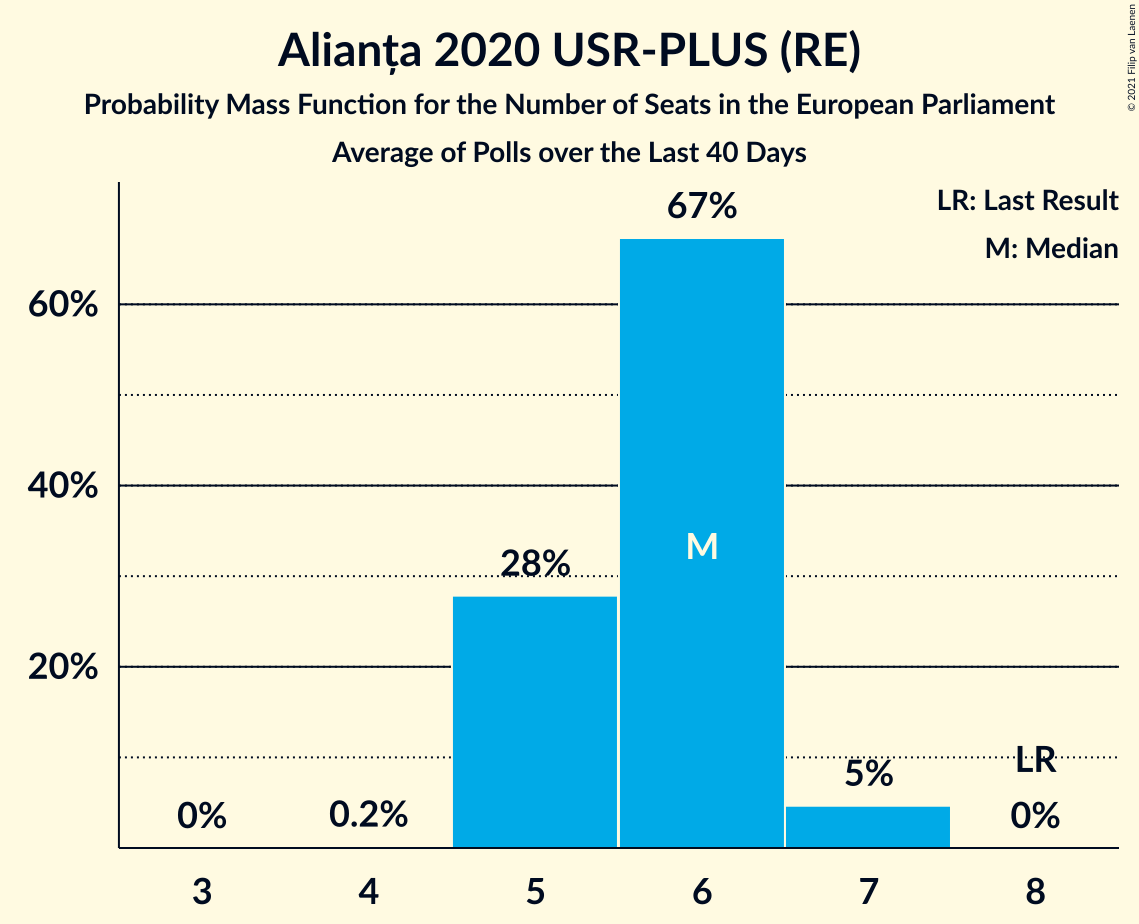 Alianța 2020 USR-PLUS (RE)
Probability Mass Function for the Number of Seats in the European Parliament
Average of Polls over the Last 40 Days
© 2021 Filip van Laenen
LR: Last Result
M: Median
60%
40%
20%
0%
0.2%
28%
67%
M
5%
LR
0%
3
4
5
6
7
8